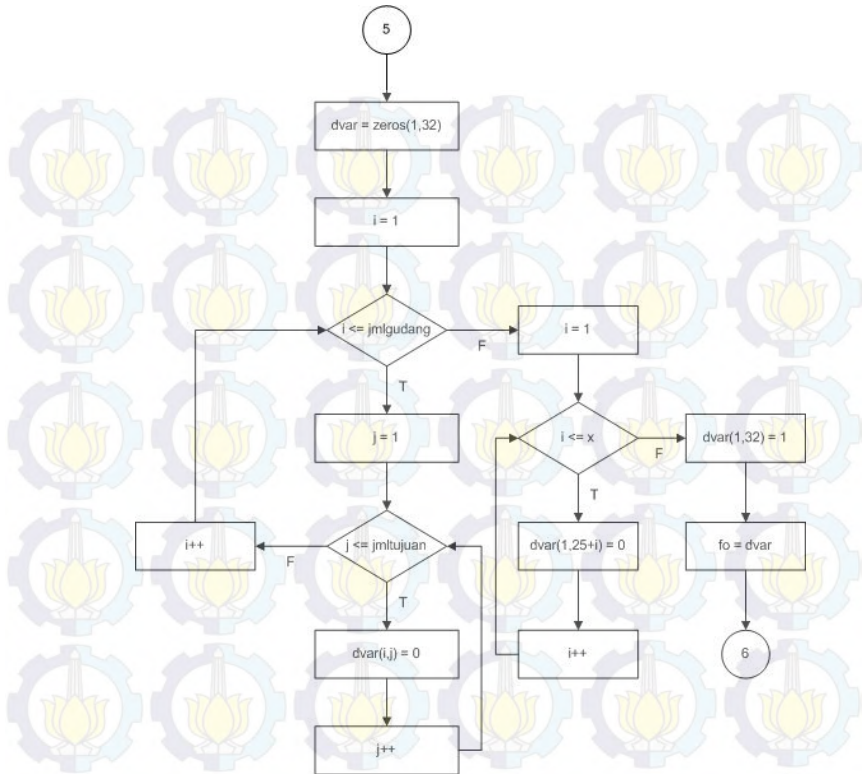 5
dvar = zeros(1,32)
i = 1
i <= jmlgudang
F
T
i = 1
j = 1
i <= x
F
T
dvar(1,32) = 1
j <= jmltujuan
F
T
i++
dvar(1,25+i) = 0
fo = dvar
dvar(i,j) = 0
i++
6
j++